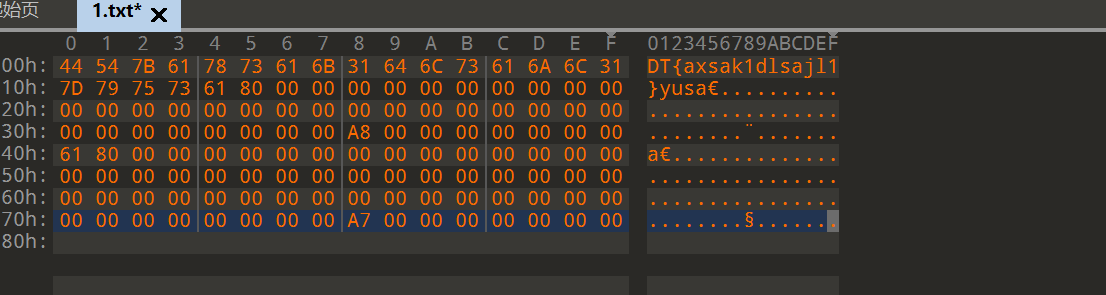 起始页 1.txt*
0 1 2 3 4 5 6 7 8 9 A B C D E F 0123456789ABCDEF
00h: 44 54 7B 61 78 73 61 6B 31 64 6C 73 61 6A 6C 31 DT{axsak1dlsajl1
10h: 7D 79 75 73 61 80 00 00 00 00 00 00 00 00 00 00 }yusa€..........
20h: 00 00 00 00 00 00 00 00 00 00 00 00 00 00 00 00 ................
30h: 00 00 00 00 00 00 00 00 A8 00 00 00 00 00 00 00 ........¨.......
40h: 61 80 00 00 00 00 00 00 00 00 00 00 00 00 00 00 a€..............
50h: 00 00 00 00 00 00 00 00 00 00 00 00 00 00 00 00 ................
60h: 00 00 00 00 00 00 00 00 00 00 00 00 00 00 00 00 ................
70h: 00 00 00 00 00 00 00 00 A7 00 00 00 00 00 00 00 ........§.......
80h: